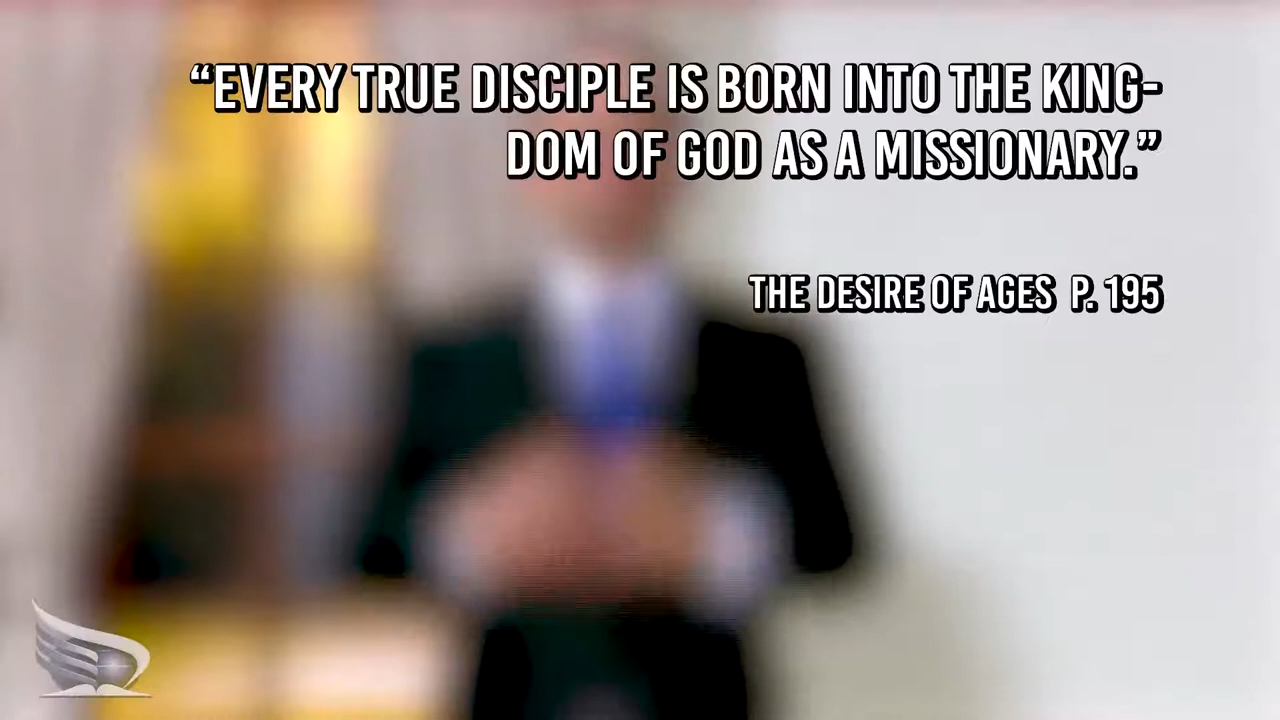 “EVERY TRUE DISCIPLE IS BORN INTO THE KING-
DOM OF GOD AS A MISSIONARY.”
THE DESIRE OF AGES P. 195